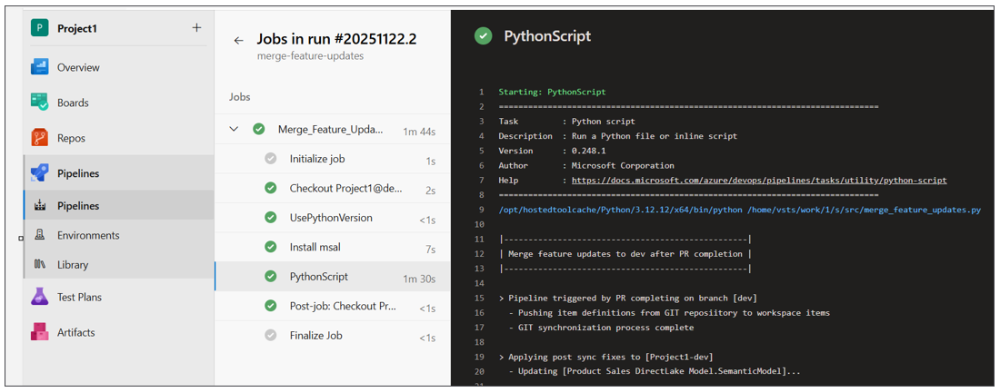 P Project1 +
Overview
Boards
Repos
Pipelines
Pipelines
Environments
Library
Test Plans
Artifacts
Jobs in run #20251122.2
merge-feature-updates
Jobs
Merge_Feature_Upda... 1m 44s
Initialize job 1s
Checkout Project1@de... 2s
UsePythonVersion <1s
Install msal 7s
PythonScript 1m 30s
Post-job: Checkout Pr... <1s
Finalize Job <1s
PythonScript
1 Starting: PythonScript
2 ==============================================================================
3 Task : Python script
4 Description : Run a Python file or inline script
5 Version : 0.248.1
6 Author : Microsoft Corporation
7 Help : https://docs.microsoft.com/azure/devops/pipelines/tasks/utility/python-script
8 ==============================================================================
9 /opt/hostedtoolcache/Python/3.12.12/x64/bin/python /home/vsts/work/1/s/src/merge_feature_updates.py
10
11 |--------------------------------------------------|
12 | Merge feature updates to dev after PR completion |
13 |--------------------------------------------------|
14
15 > Pipeline triggered by PR completing on branch [dev]
16 - Pushing item definitions from GIT reposiitory to workspace items
17 - GIT synchronization process complete
18
19 > Applying post sync fixes to [Project1-dev]
20 - Updating [Product Sales DirectLake Model.SemanticModel]...